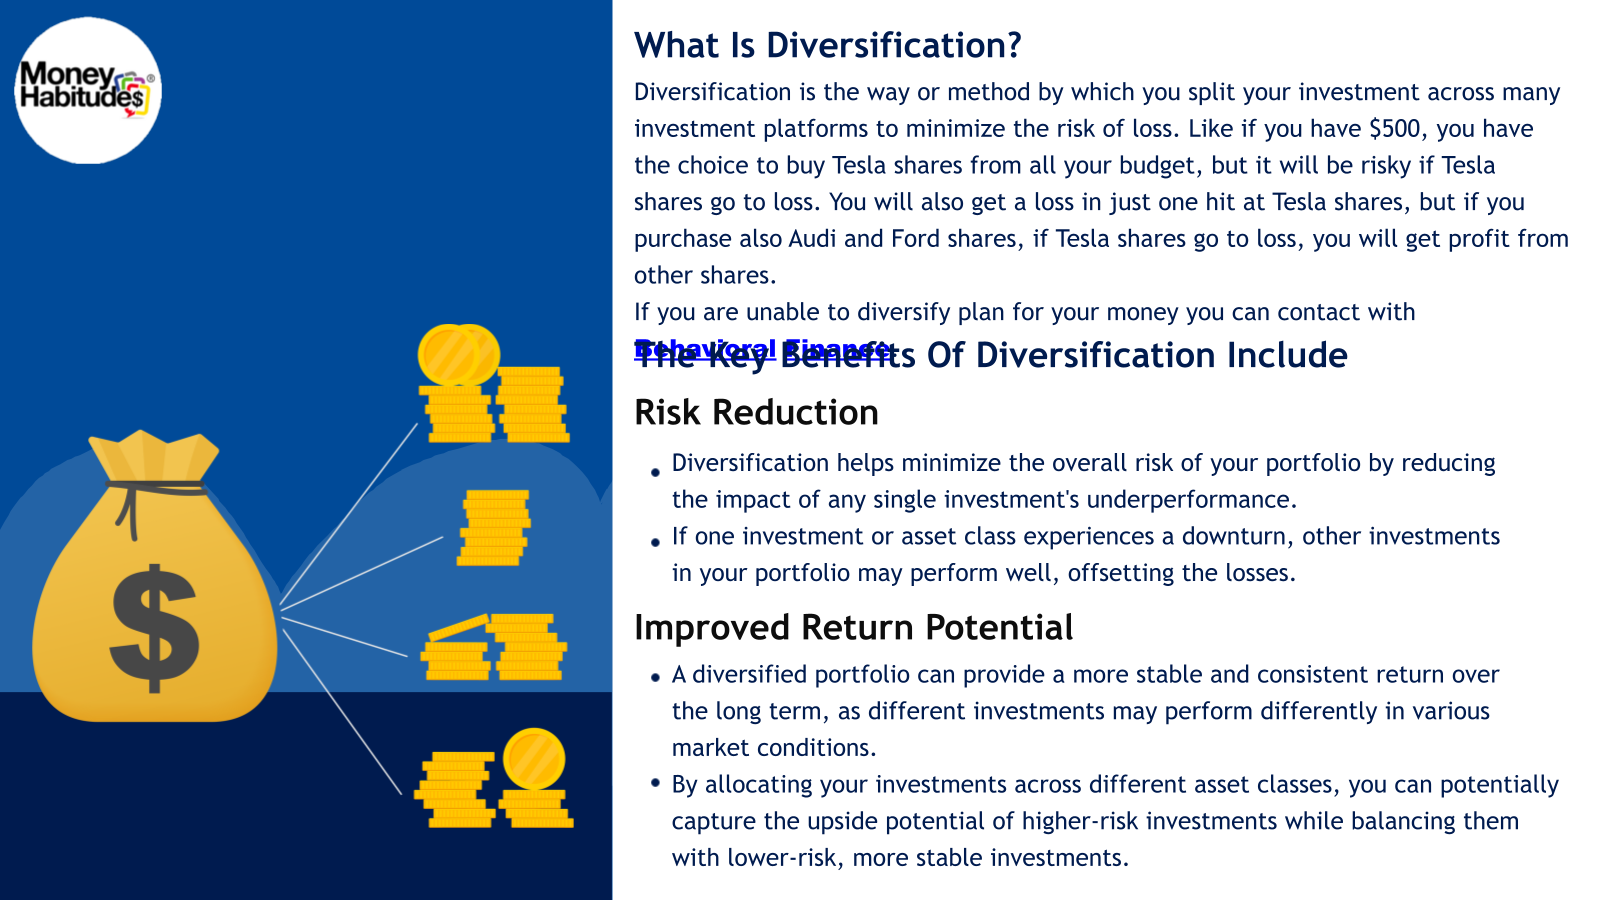 Money
Habitudes®
What Is Diversification?
Diversification is the way or method by which you split your investment across many
investment platforms to minimize the risk of loss. Like if you have $500, you have
the choice to buy Tesla shares from all your budget, but it will be risky if Tesla
shares go to loss. You will also get a loss in just one hit at Tesla shares, but if you
purchase also Audi and Ford shares, if Tesla shares go to loss, you will get profit from
other shares.
If you are unable to diversify plan for your money you can contact with
Behavioral Finance.
The Key Benefits Of Diversification Include
Risk Reduction
• Diversification helps minimize the overall risk of your portfolio by reducing
the impact of any single investment's underperformance.
• If one investment or asset class experiences a downturn, other investments
in your portfolio may perform well, offsetting the losses.
Improved Return Potential
• A diversified portfolio can provide a more stable and consistent return over
the long term, as different investments may perform differently in various
market conditions.
• By allocating your investments across different asset classes, you can potentially
capture the upside potential of higher-risk investments while balancing them
with lower-risk, more stable investments.
$